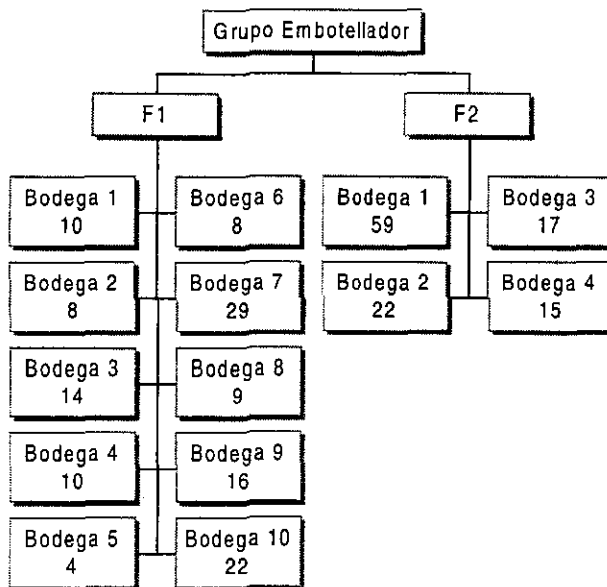 Grupo Embotellador
F1
F2
Bodega 1
10
Bodega 6
8
Bodega 1
59
Bodega 3
17
Bodega 2
8
Bodega 7
29
Bodega 2
22
Bodega 4
15
Bodega 3
14
Bodega 8
9
Bodega 4
10
Bodega 9
16
Bodega 5
4
Bodega 10
22